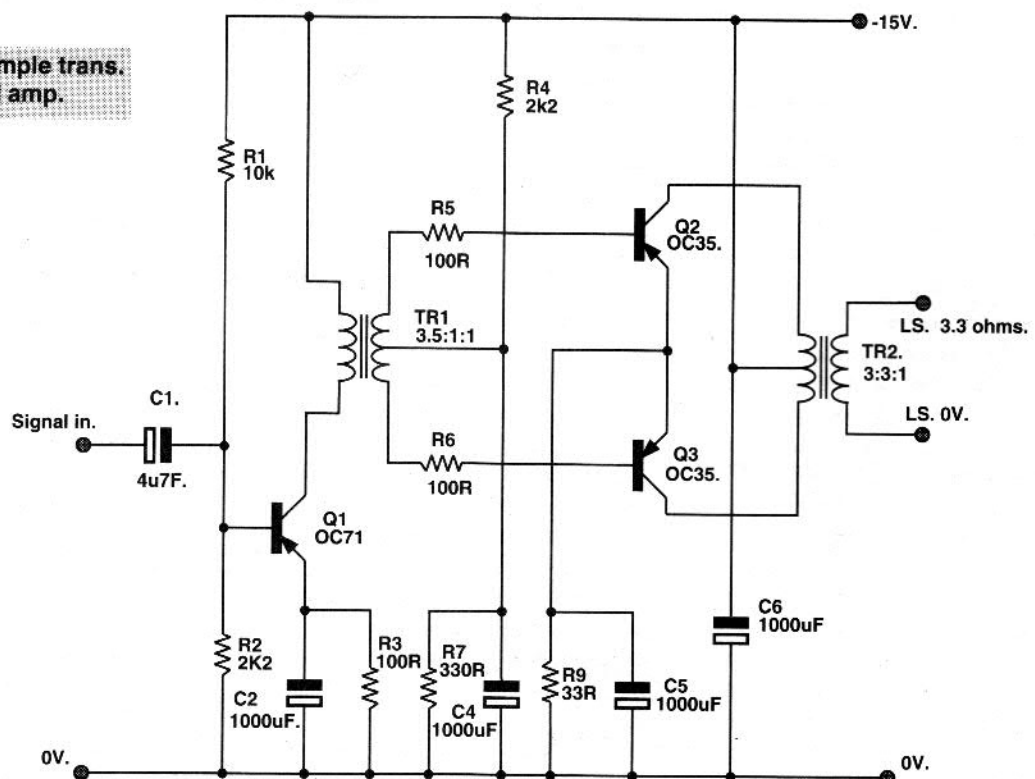 -15V.
mple trans.
amp.
R4
2k2
R1
10k
R5
100R
Q2
OC35.
TR1
3.5:1:1
LS. 3.3 ohms.
TR2.
3:3:1
C1.
Signal in.
4u7F.
LS. 0V.
R6
100R
Q3
OC35.
Q1
OC71
R2
2K2
C2
1000uF.
R3
100R
R7
330R
C4
1000uF
R9
33R
C5
1000uF
C6
1000uF
0V.
0V.